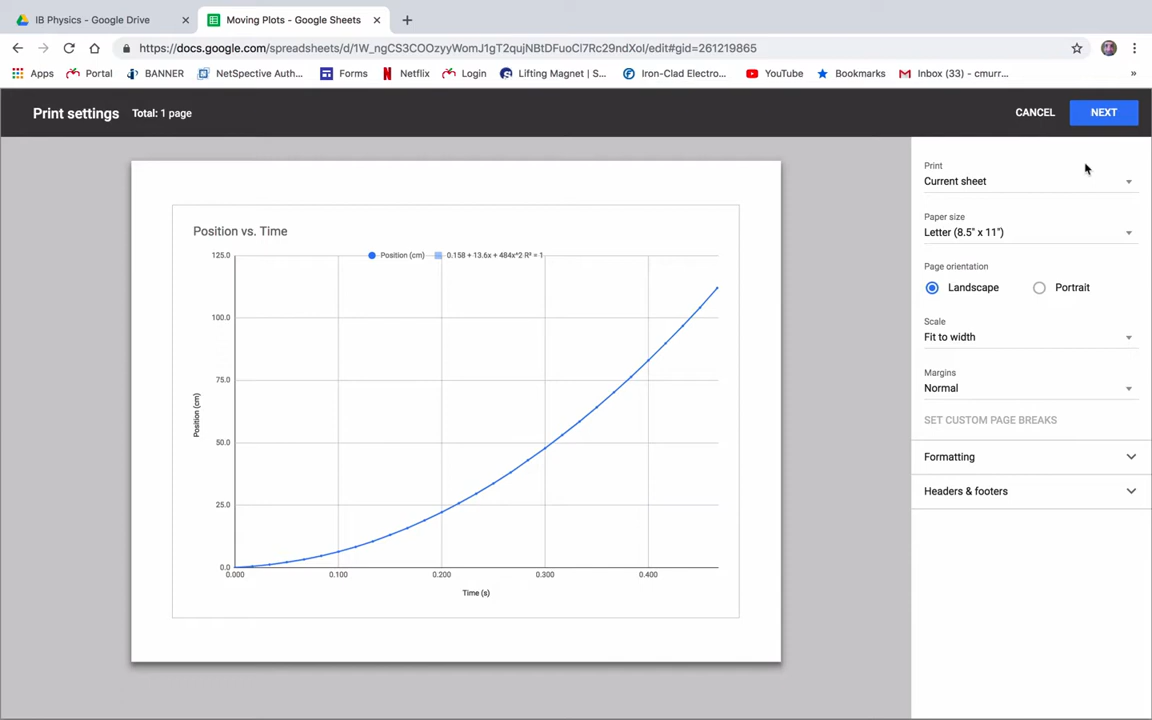 IB Physics - Google Drive
Moving Plots - Google Sheets
https://docs.google.com/spreadsheets/d/1W_ngCS3COOzyyWomJ1gT2qujNBtDFuoCl7Rc29ndXoI/edit#gid=261219865
Apps Portal BANNER NetSpective Auth... Forms Netflix Login Lifting Magnet | S... Iron-Clad Electro... YouTube Bookmarks Inbox (33) - cmurr... »
Print settings Total: 1 page CANCEL NEXT
Print
Current sheet
Paper size
Letter (8.5" x 11")
Page orientation
Landscape Portrait
Scale
Fit to width
Margins
Normal
SET CUSTOM PAGE BREAKS
Formatting
Headers & footers
Position vs. Time
Position (cm) 0.158 + 13.6x + 484x^2 R² = 1
125.0
100.0
75.0
50.0
25.0
0.0
Position (cm)
0.000 0.100 0.200 0.300 0.400
Time (s)